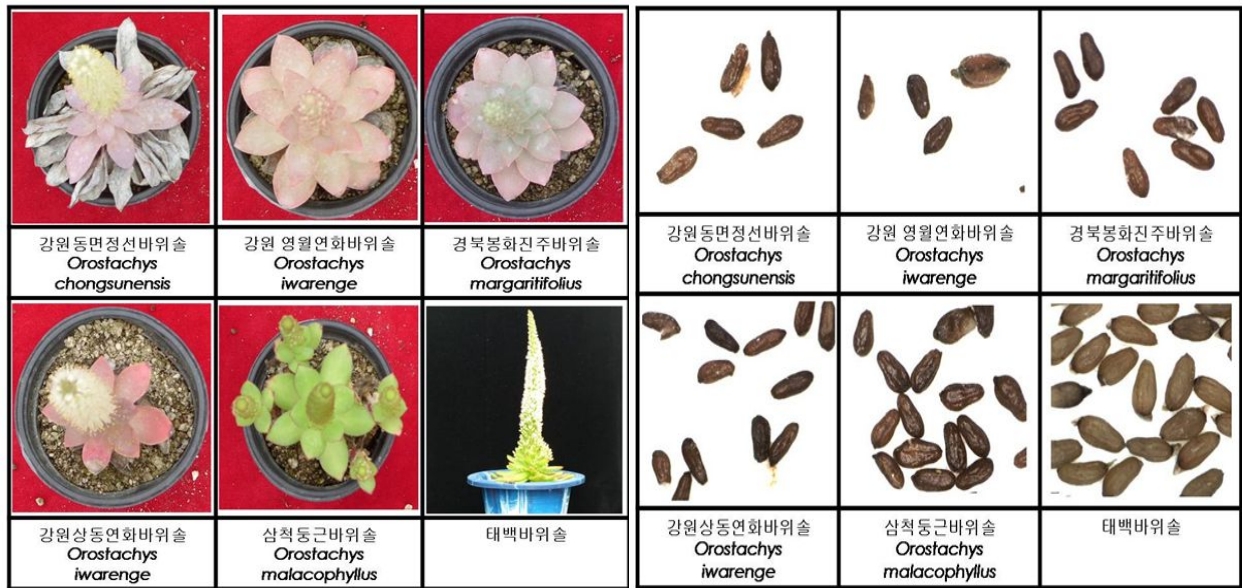 강원동면정선바위솔
Orostachys
chongsunensis
강원 영월연화바위솔
Orostachys
iwarenge
경북봉화진주바위솔
Orostachys
margaritifolius
강원상동연화바위솔
Orostachys
iwarenge
삼척둥근바위솔
Orostachys
malacophyllus
태백바위솔
강원동면정선바위솔
Orostachys
chongsunensis
강원 영월연화바위솔
Orostachys
iwarenge
경북봉화진주바위솔
Orostachys
margaritifolius
강원상동연화바위솔
Orostachys
iwarenge
삼척둥근바위솔
Orostachys
malacophyllus
태백바위솔